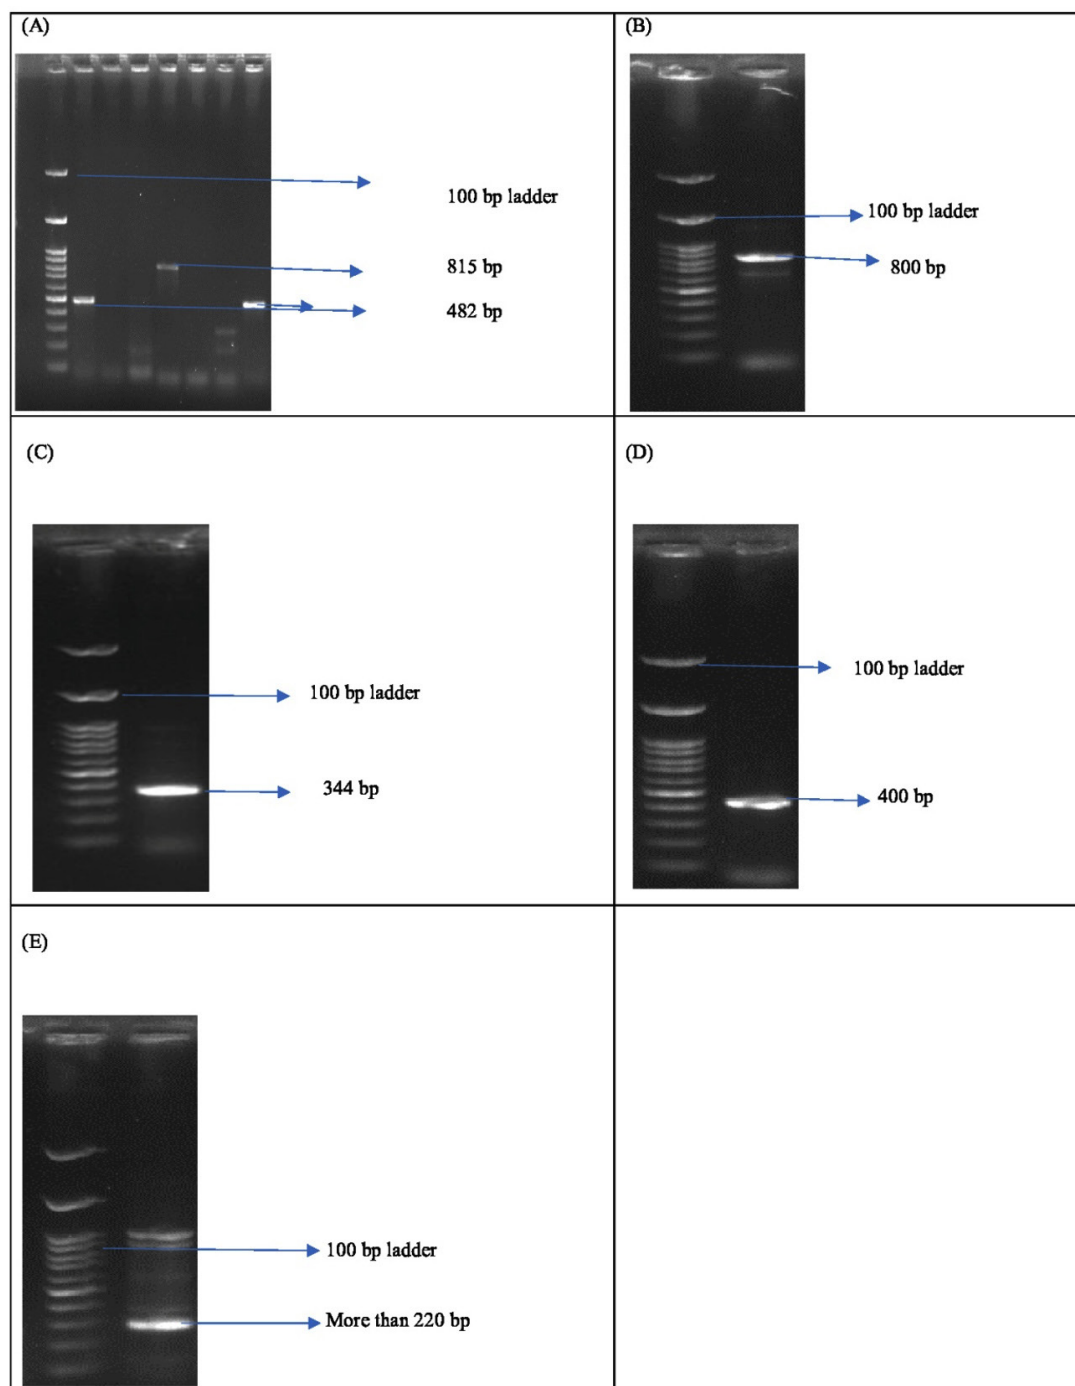 (A)
100 bp ladder
815 bp
482 bp
(B)
100 bp ladder
800 bp
(C)
100 bp ladder
344 bp
(D)
100 bp ladder
400 bp
(E)
100 bp ladder
More than 220 bp